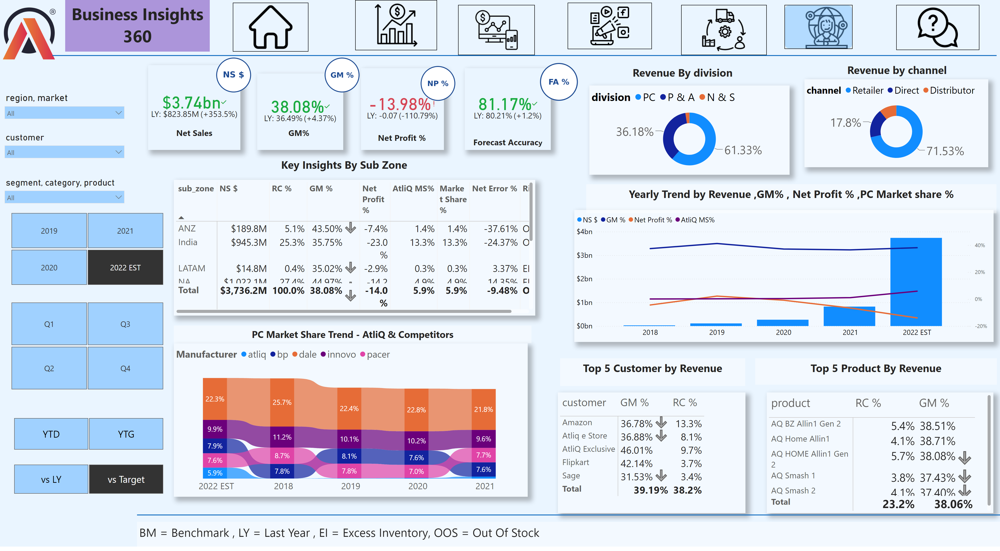 ®
Business Insights
360
region, market
All
customer
All
segment, category, product
All
2019
2021
2020
2022 EST
Q1
Q3
Q2
Q4
YTD
YTG
vs LY
vs Target
NS $
$3.74bn
LY: $823.85M (+353.5%)
Net Sales
GM %
38.08%
LY: 36.49% (+4.37%)
GM%
NP %
-13.98%!
LY: -0.07 (-110.79%)
Net Profit %
FA %
81.17%
LY: 80.21% (+1.2%)
Forecast Accuracy
Revenue By division
division PC P & A N & S
36.18%
61.33%
Revenue by channel
channel Retailer Direct Distributor
17.8%
71.53%
Key Insights By Sub Zone
sub_zone NS $ RC % GM % Net AtliQ MS% Marke Net Error %
Profit t Share
% %
ANZ $189.8M 5.1% 43.50% -7.4% 1.4% 1.4% -37.61%
India $945.3M 25.3% 35.75% -23.0 13.3% 13.3% -24.37%
%
LATAM $14.8M 0.4% 35.02% -2.9% 0.3% 0.3% 3.37% EI
NA $1,022.1M 27.4% 44.97% -14.2 4.9% 4.9% 14.35% EI
Total $3,736.2M 100.0% 38.08% -14.0 5.9% 5.9% -9.48%
%
Yearly Trend by Revenue ,GM% , Net Profit % ,PC Market share %
NS $ GM % Net Profit % AtliQ MS%
$4bn
40%
$3bn
20%
$2bn
0%
$1bn
$0bn
-20%
2018 2019 2020 2021 2022 EST
PC Market Share Trend - AtliQ & Competitors
Manufacturer atliq bp dale innovo pacer
22.3% 25.7% 22.4% 22.8% 21.8%
9.9% 11.2% 10.1% 10.2% 9.6%
7.9% 8.7% 8.1% 7.6% 7.7%
7.6% 7.8% 7.8% 7.0% 7.6%
5.9%
2022 EST 2018 2019 2020 2021
Top 5 Customer by Revenue
customer GM % RC %
Amazon 36.78% 13.3%
Atliq e Store 36.88% 8.1%
AtliQ Exclusive 46.01% 9.7%
Flipkart 42.14% 3.7%
Sage 31.53% 3.4%
Total 39.19% 38.2%
Top 5 Product By Revenue
product RC % GM %
AQ BZ Allin1 Gen 2 5.4% 38.51%
AQ Home Allin1 4.1% 38.71%
AQ HOME Allin1 Gen 5.7% 38.08%
2
AQ Smash 1 3.8% 37.43%
AQ Smash 2 4.1% 37.40%
Total 23.2% 38.06%
BM = Benchmark , LY = Last Year , EI = Excess Inventory, OOS = Out Of Stock